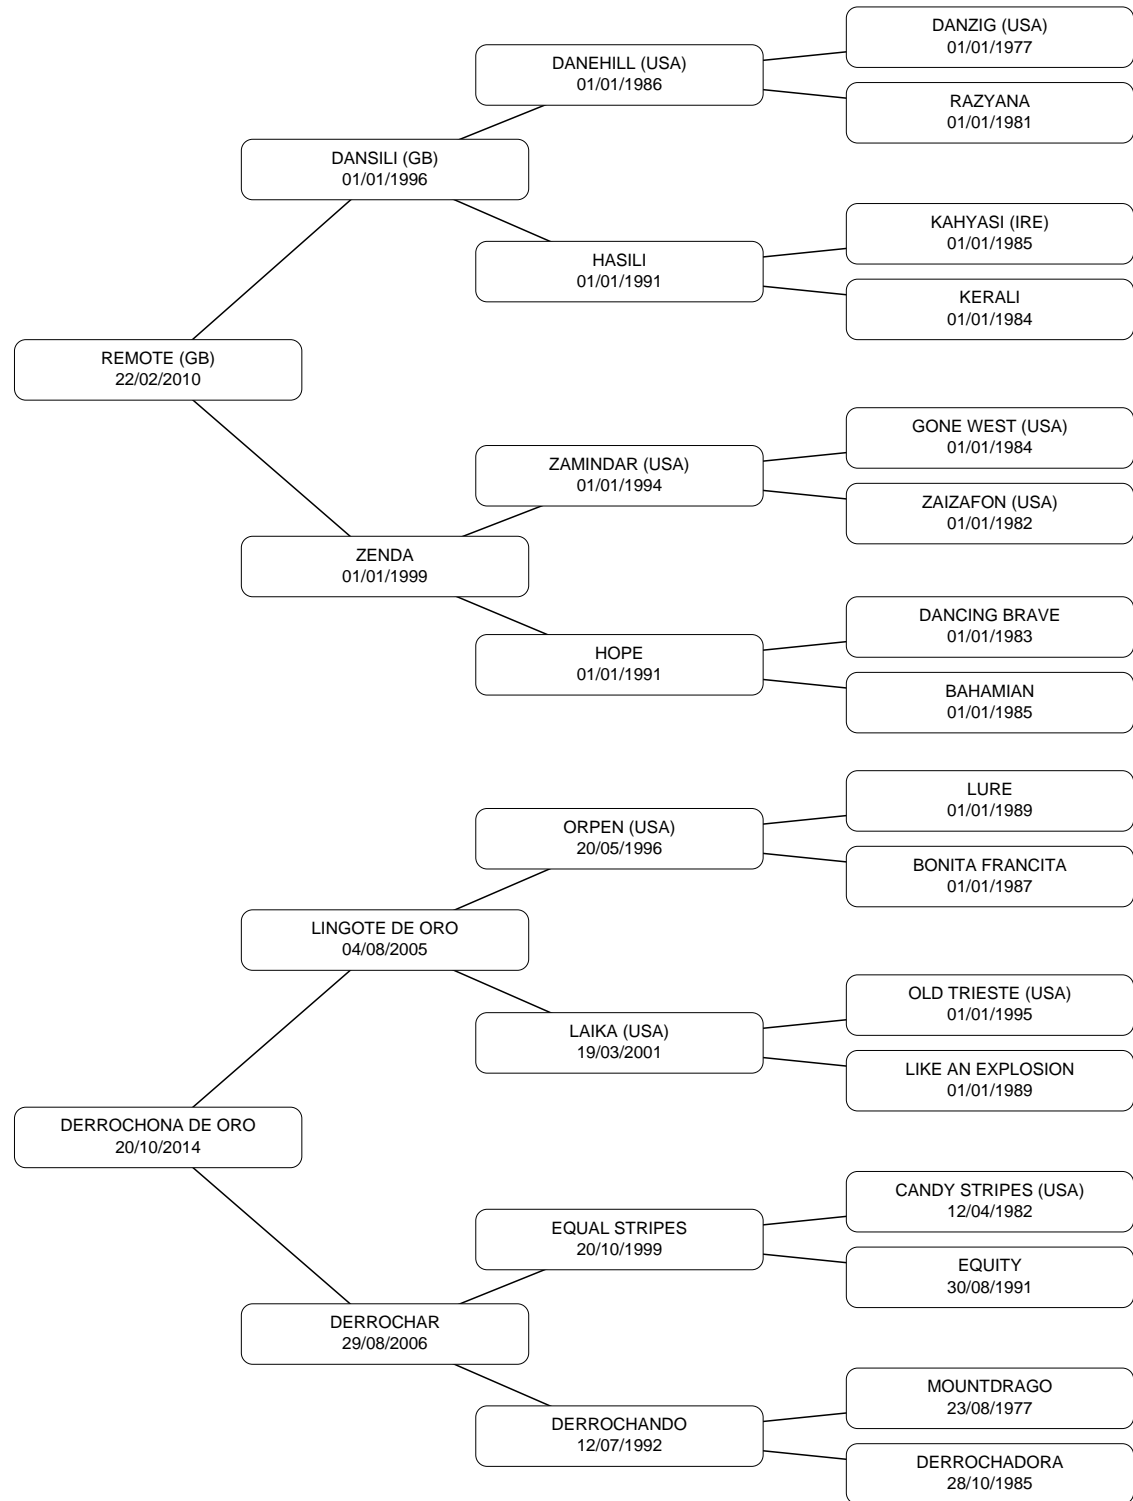 DANZIG (USA)
01/01/1977
DANEHILL (USA)
01/01/1986
RAZYANA
01/01/1981
DANSILI (GB)
01/01/1996
KAHYASI (IRE)
01/01/1985
HASILI
01/01/1991
KERALI
01/01/1984
REMOTE (GB)
22/02/2010
GONE WEST (USA)
01/01/1984
ZAMINDAR (USA)
01/01/1994
ZAIZAFON (USA)
01/01/1982
ZENDA
01/01/1999
DANCING BRAVE
01/01/1983
HOPE
01/01/1991
BAHAMIAN
01/01/1985
LURE
01/01/1989
ORPEN (USA)
20/05/1996
BONITA FRANCITA
01/01/1987
LINGOTE DE ORO
04/08/2005
OLD TRIESTE (USA)
01/01/1995
LAIKA (USA)
19/03/2001
LIKE AN EXPLOSION
01/01/1989
DERROCHONA DE ORO
20/10/2014
CANDY STRIPES (USA)
12/04/1982
EQUAL STRIPES
20/10/1999
EQUITY
30/08/1991
DERROCHAR
29/08/2006
MOUNTDRAGO
23/08/1977
DERROCHANDO
12/07/1992
DERROCHADORA
28/10/1985